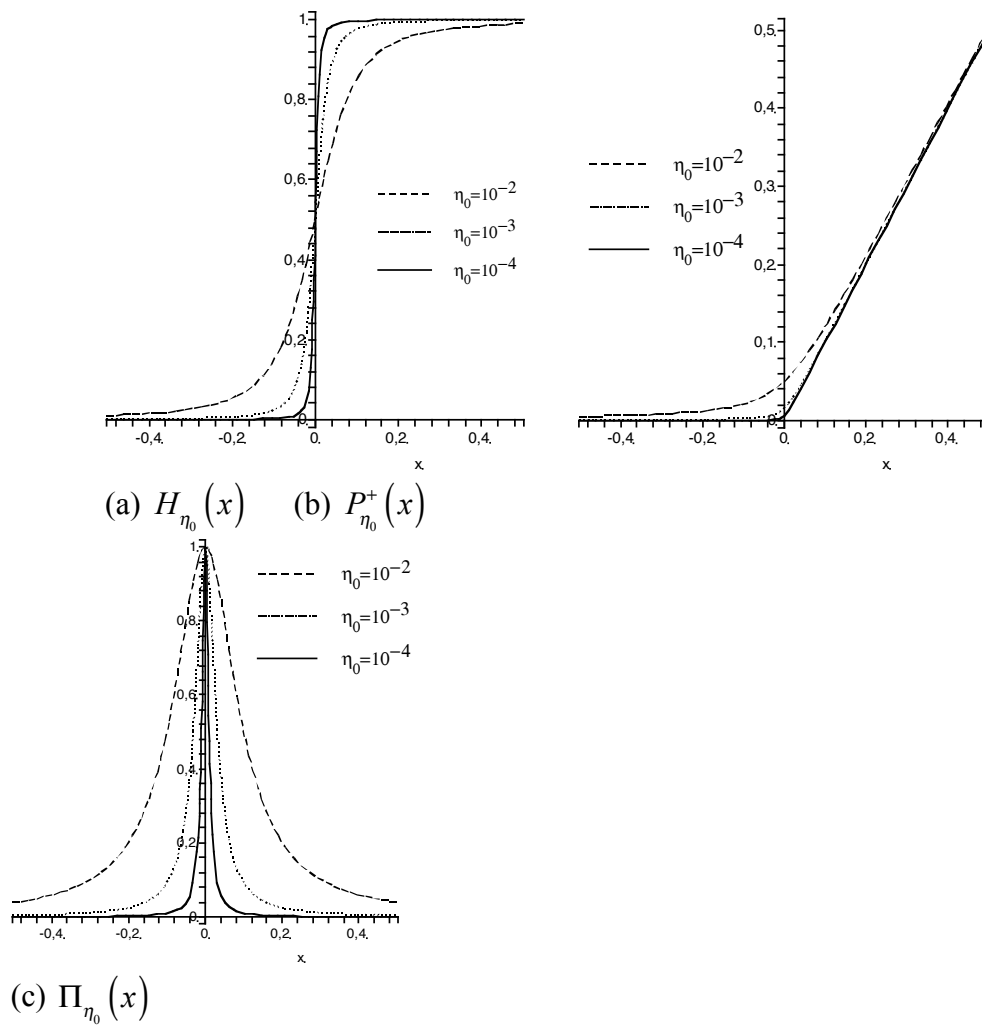 1.
0,8.
0,6.
0,4.
0,2.
0.
-0,4.
-0,2.
0.
0,2.
0,4.
x.
η₀=10⁻²
η₀=10⁻³
η₀=10⁻⁴
0,5.
0,4.
0,3.
0,2.
0,1.
0.
-0,4.
-0,2.
0.
0,2.
0,4.
x.
η₀=10⁻²
η₀=10⁻³
η₀=10⁻⁴
(a) H_η₀(x) (b) P⁺_η₀(x)
1.
0,8.
0,6.
0,4.
0,2.
0.
-0,4.
-0,2.
0.
0,2.
0,4.
x.
η₀=10⁻²
η₀=10⁻³
η₀=10⁻⁴
(c) Π_η₀(x)